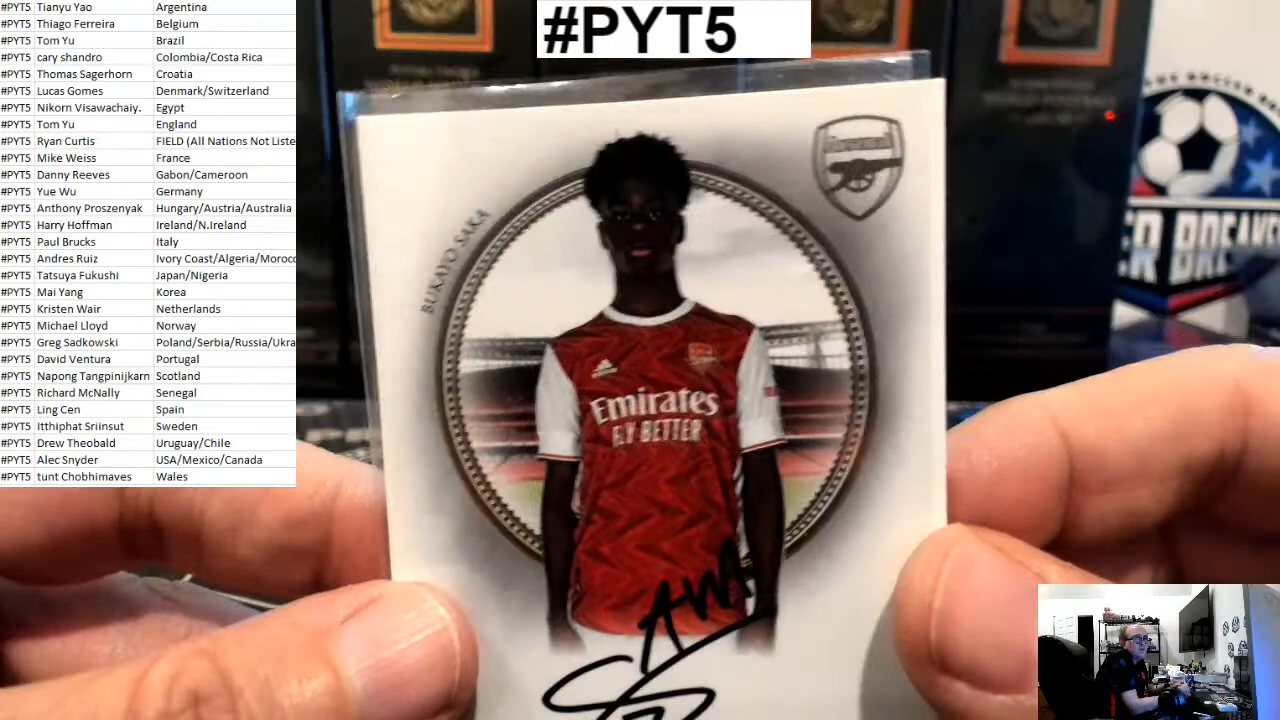 #PYT5 Tianyu Yao Argentina
#PYT5 Thiago Ferreira Belgium
#PYT5 Tom Yu Brazil
#PYT5 cary shandro Colombia/Costa Rica
#PYT5 Thomas Sagerhorn Croatia
#PYT5 Lucas Gomes Denmark/Switzerland
#PYT5 Nikorn Visawachaiy. Egypt
#PYT5 Tom Yu England
#PYT5 Ryan Curtis FIELD (All Nations Not Liste
#PYT5 Mike Weiss France
#PYT5 Danny Reeves Gabon/Cameroon
#PYT5 Yue Wu Germany
#PYT5 Anthony Proszenyak Hungary/Austria/Australia
#PYT5 Harry Hoffman Ireland/N.Ireland
#PYT5 Paul Brucks Italy
#PYT5 Andres Ruiz Ivory Coast/Algeria/Moroco
#PYT5 Tatsuya Fukushi Japan/Nigeria
#PYT5 Mai Yang Korea
#PYT5 Kristen Wair Netherlands
#PYT5 Michael Lloyd Norway
#PYT5 Greg Sadkowski Poland/Serbia/Russia/Ukra
#PYT5 David Ventura Portugal
#PYT5 Napong Tangpinijkarn Scotland
#PYT5 Richard McNally Senegal
#PYT5 Ling Cen Spain
#PYT5 Itthiphat Sriinsut Sweden
#PYT5 Drew Theobald Uruguay/Chile
#PYT5 Alec Snyder USA/Mexico/Canada
#PYT5 tunt Chobhimaves Wales
#PYT5
BUKAYO SAKA
Arsenal
Emirates
FLY BETTER
ER BREAKE